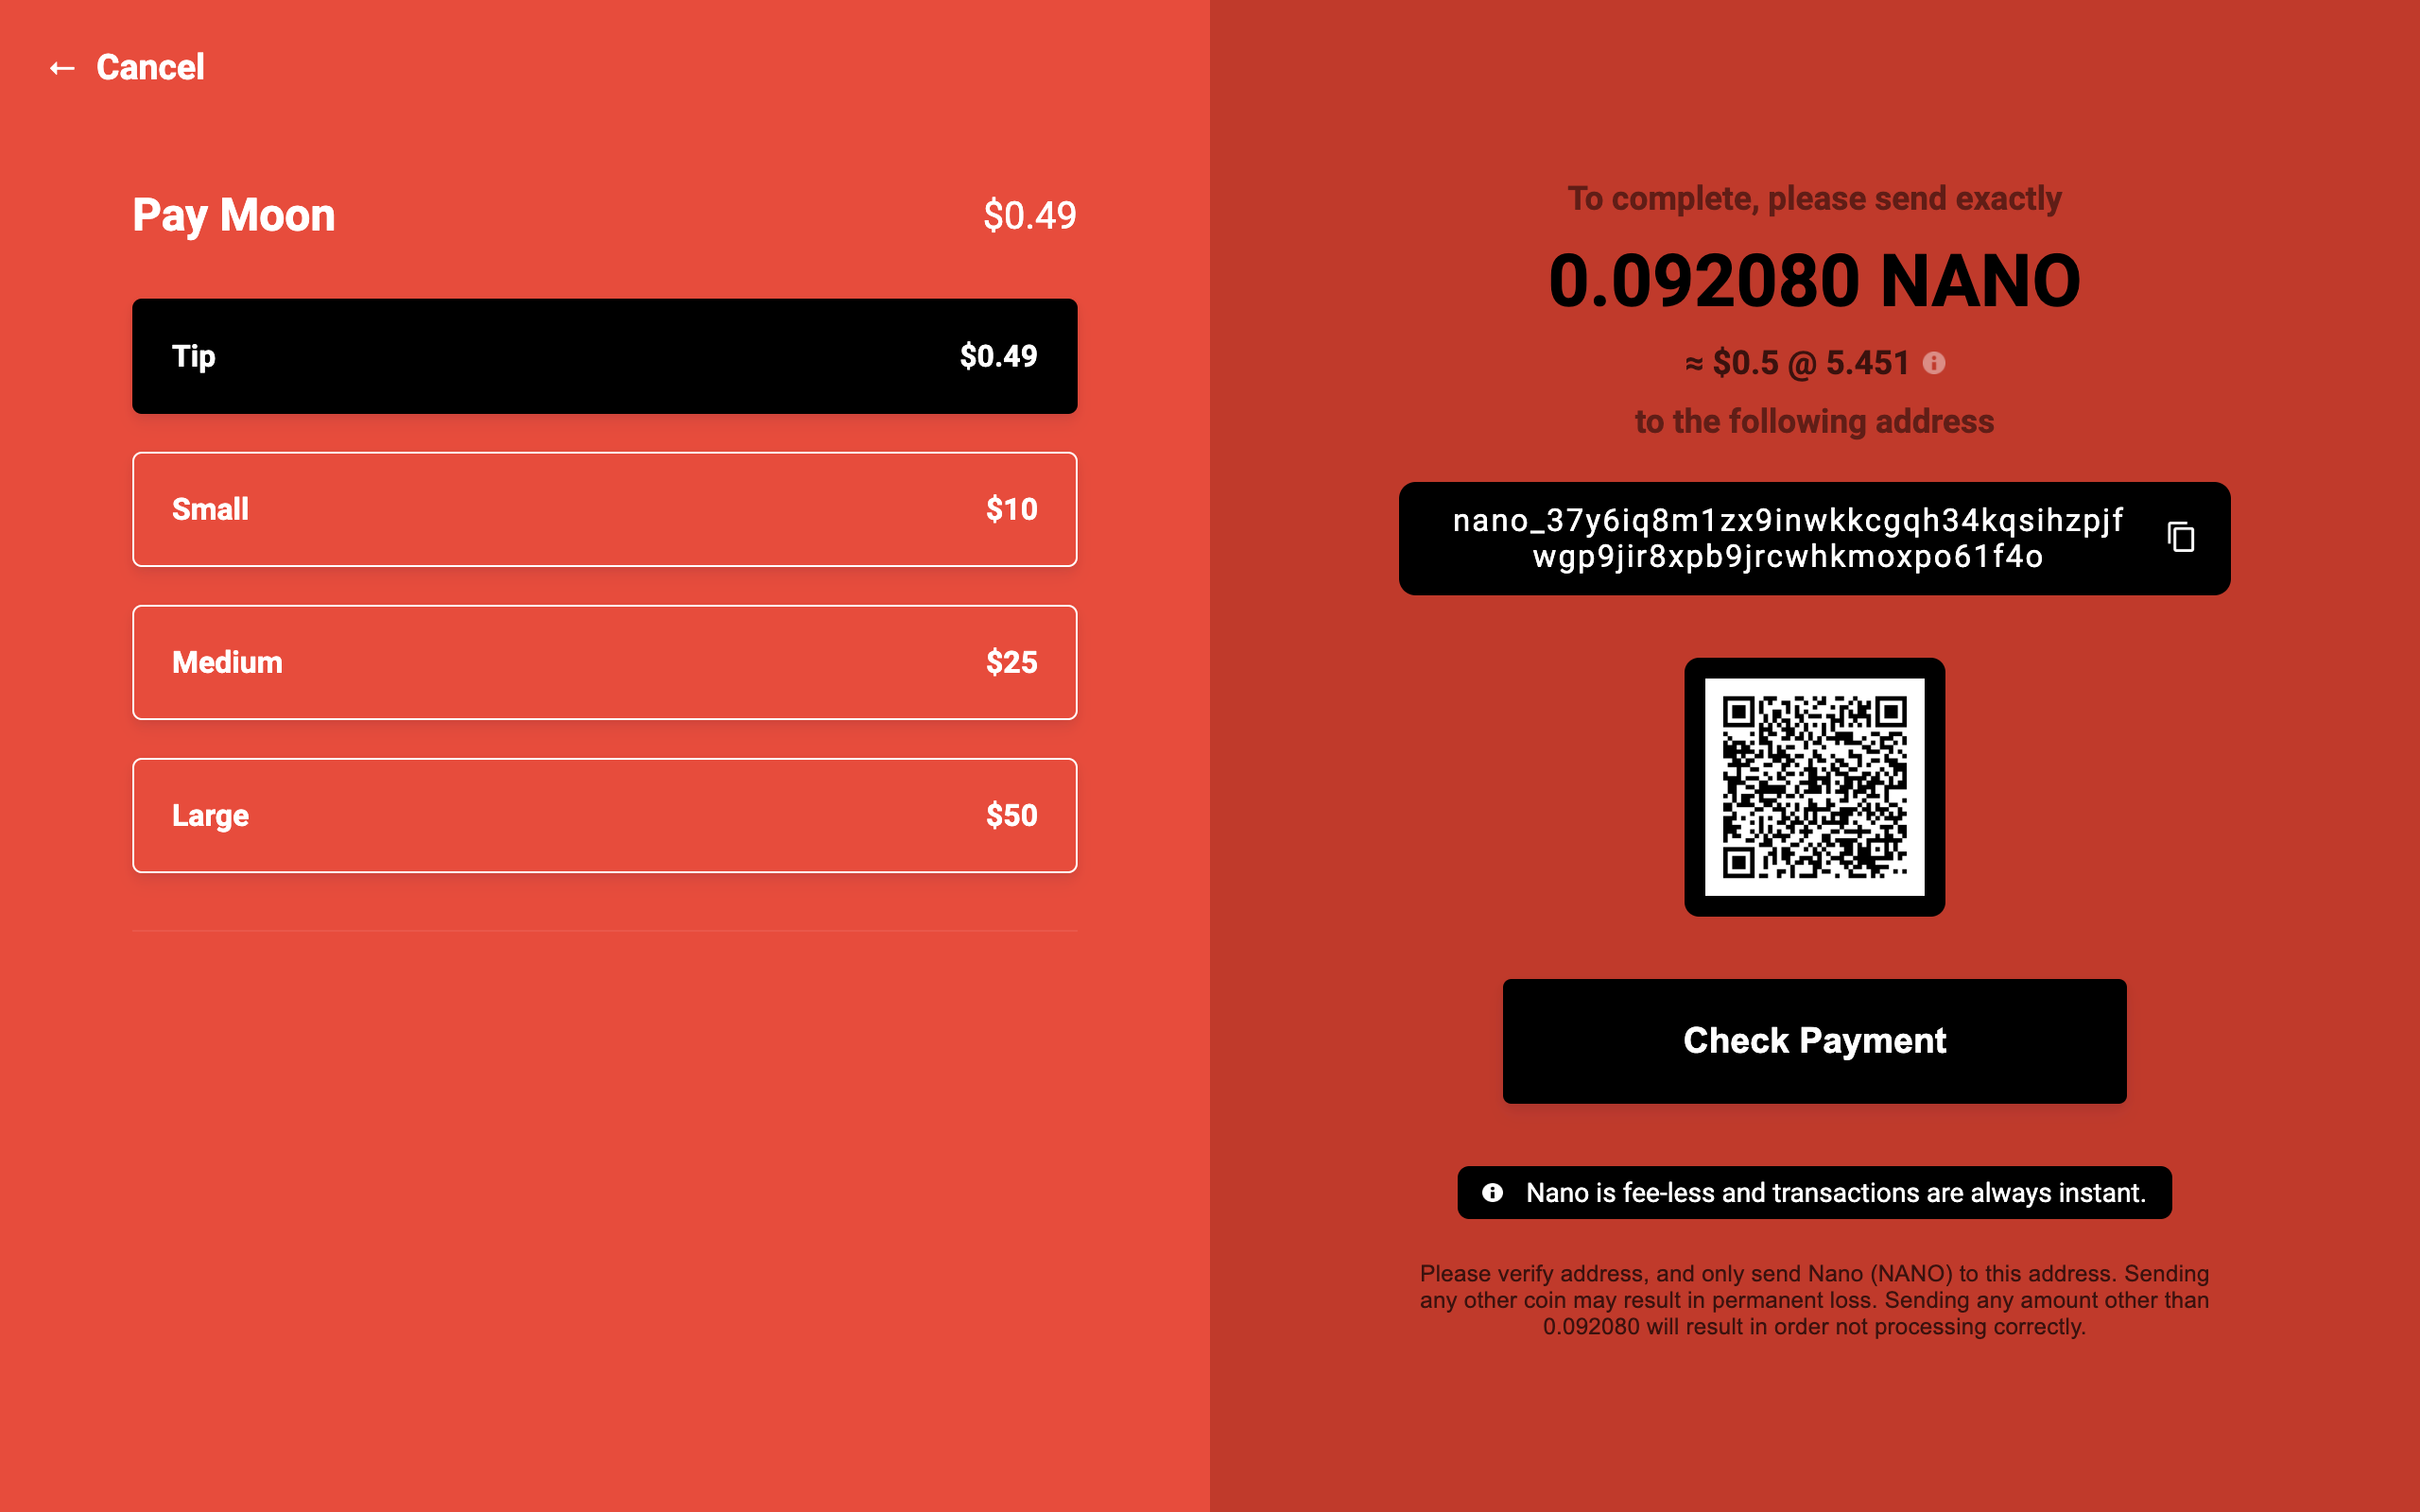 ← Cancel
Pay Moon $0.49
Tip $0.49
Small $10
Medium $25
Large $50
To complete, please send exactly
0.092080 NANO
≈ $0.5 @ 5.451
to the following address
nano_37y6iq8m1zx9inwkkcgqh34kqsihzpjf
wgp9jir8xpb9jrcwhkmoxpo61f4o
Check Payment
Nano is fee-less and transactions are always instant.
Please verify address, and only send Nano (NANO) to this address. Sending
any other coin may result in permanent loss. Sending any amount other than
0.092080 will result in order not processing correctly.